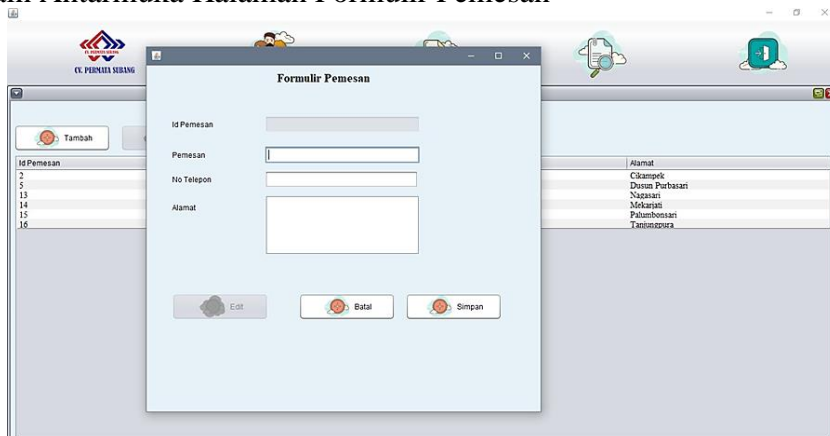 Antarmuka Halaman Formulir Pemesan
CV. PERMATA SUBANG
Formulir Pemesan
Id Pemesan
Pemesan
No Telepon
Alamat
Edit
Batal
Simpan
Tambah
Id Pemesan
Alamat
2
Cikampek
5
Dusun Purbasari
13
Nagasari
14
Mekarjati
15
Palumbonsari
16
Tanjungpura